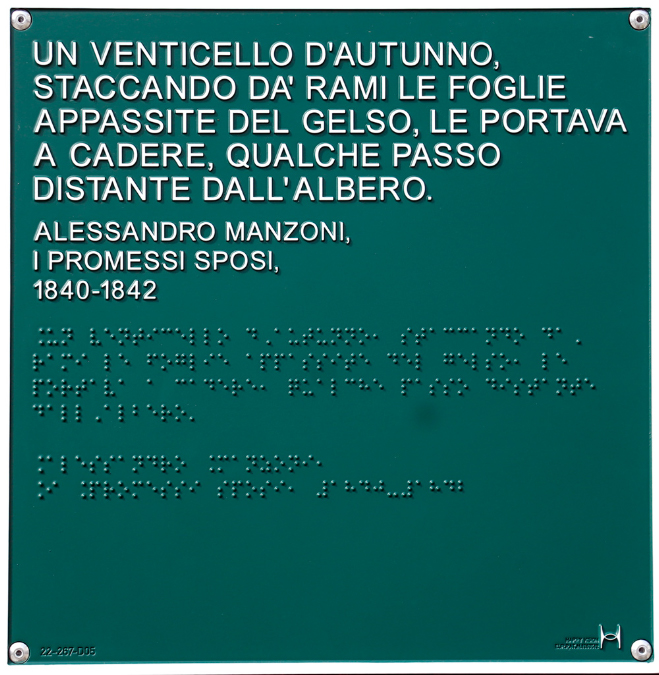 UN VENTICELLO D'AUTUNNO,
STACCANDO DA' RAMI LE FOGLIE
APPASSITE DEL GELSO, LE PORTAVA
A CADERE, QUALCHE PASSO
DISTANTE DALL'ALBERO.
ALESSANDRO MANZONI,
I PROMESSI SPOSI,
1840-1842
22-267-D05